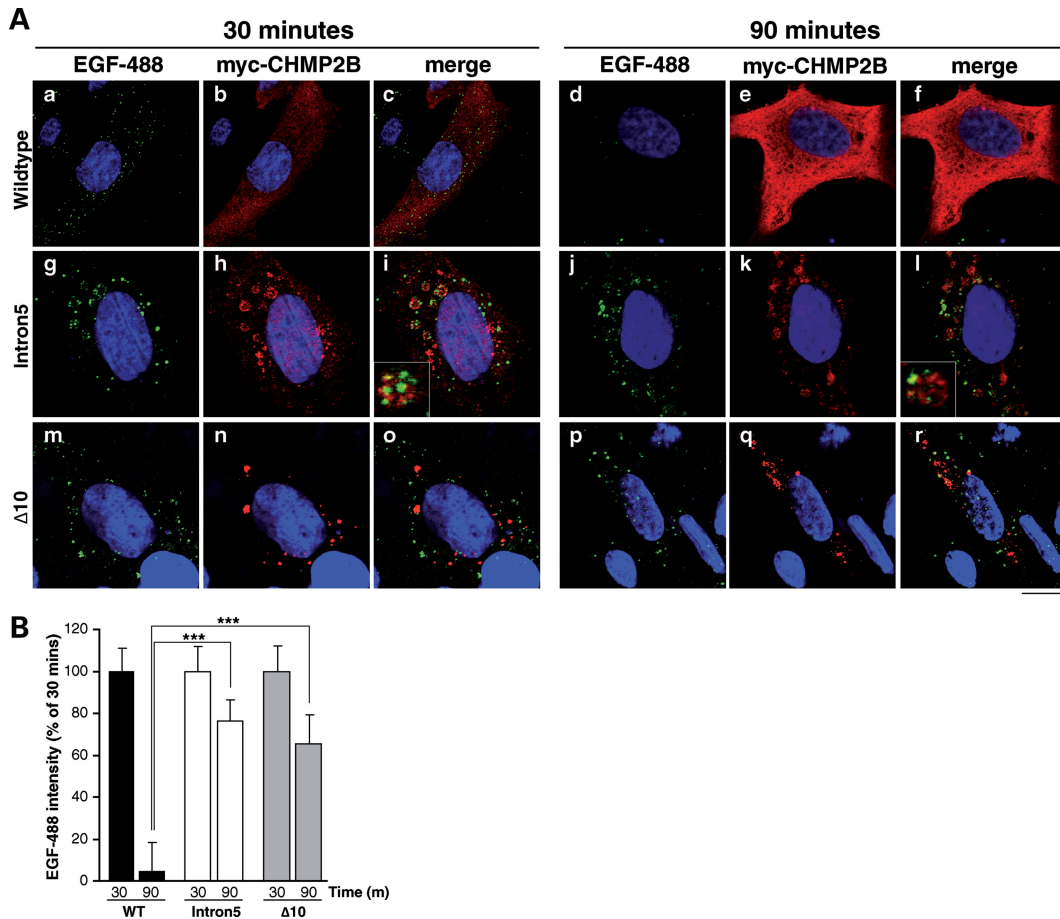 A
30 minutes
90 minutes
EGF-488 myc-CHMP2B merge
EGF-488 myc-CHMP2B merge
Wildtype
a b c d e f
Intron5
g h i j k l
Δ10
m n o p q r
B
EGF-488 intensity (% of 30 mins)
120
100
80
60
40
20
0
***
***
30 90 30 90 30 90 Time (m)
WT Intron5 Δ10